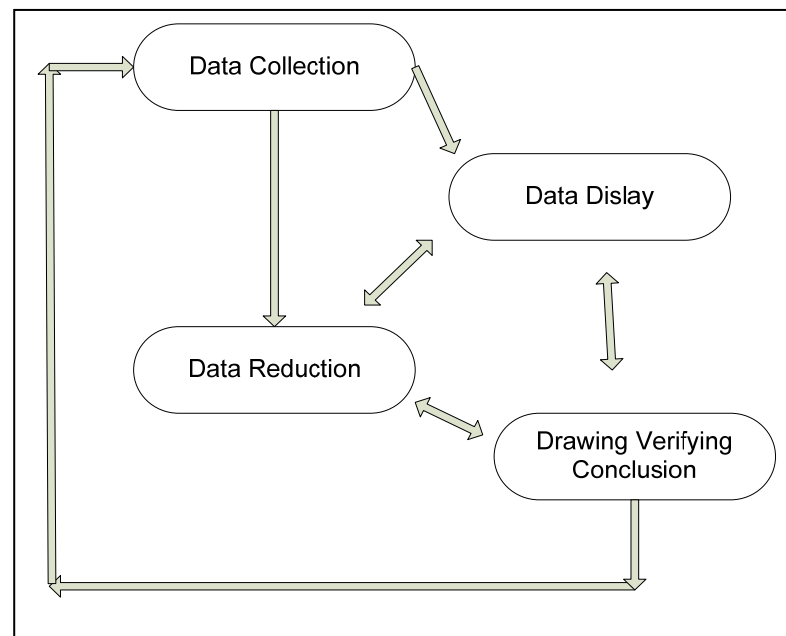 Data Collection
Data Dislay
Data Reduction
Drawing Verifying
Conclusion